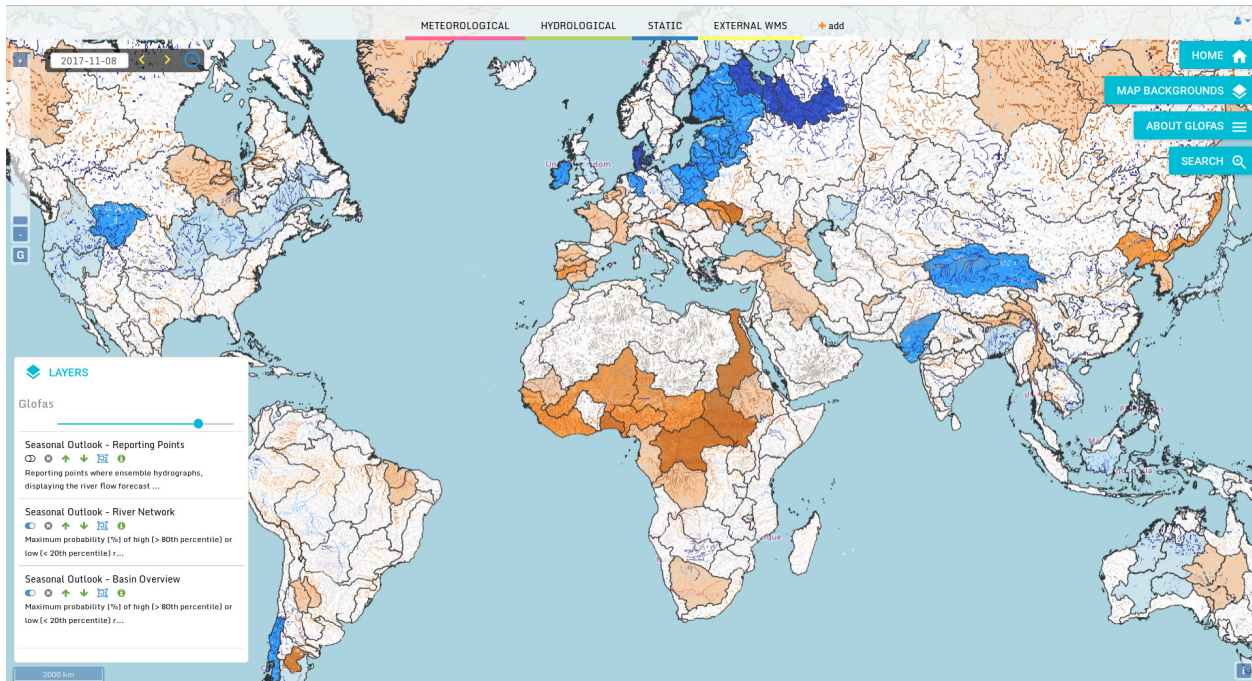 METEOROLOGICAL HYDROLOGICAL STATIC EXTERNAL WMS + add
2017-11-08
HOME
MAP BACKGROUNDS
ABOUT GLOFAS
SEARCH
+
-
G
LAYERS
Glofas
Seasonal Outlook - Reporting Points
Reporting points where ensemble hydrographs,
displaying the river flow forecast ...
Seasonal Outlook - River Network
Maximum probability [%] of high (> 80th percentile) or
low (< 20th percentile) r...
Seasonal Outlook - Basin Overview
Maximum probability [%] of high (> 80th percentile) or
low (< 20th percentile) r...
2000 km
i